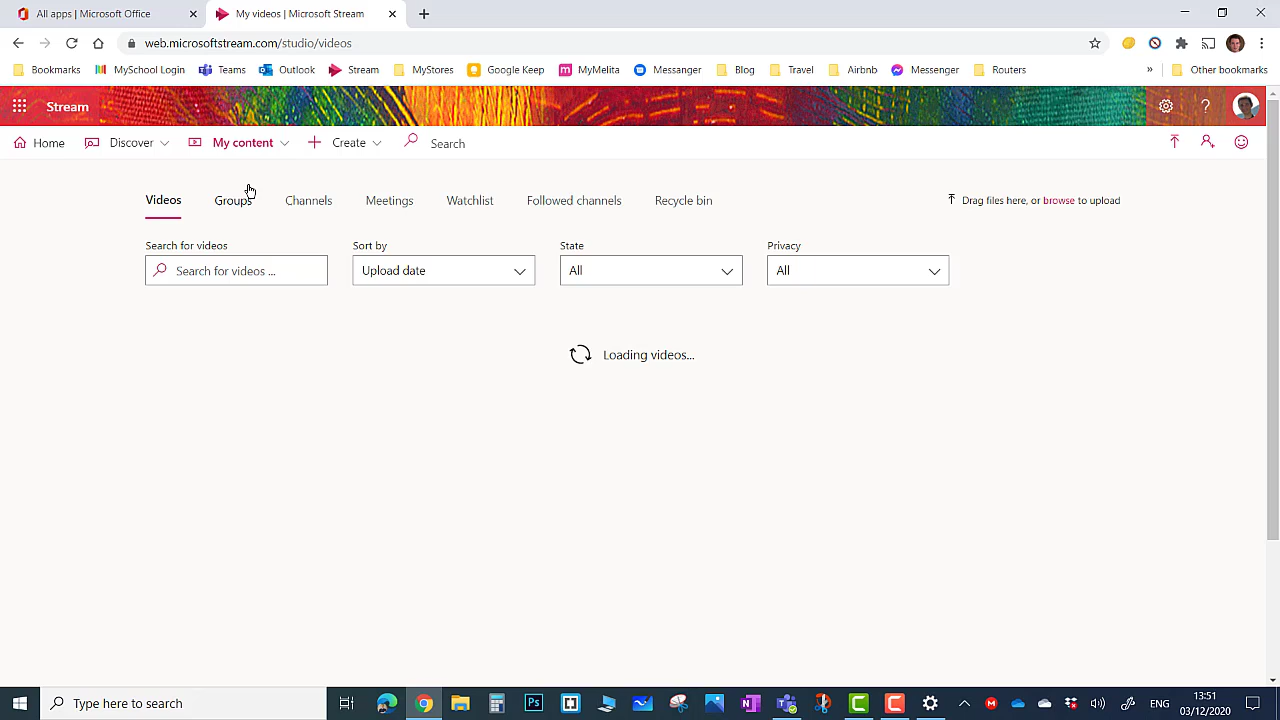 All apps | Microsoft Office
My videos | Microsoft Stream
web.microsoftstream.com/studio/videos
Bookmarks MySchool Login Teams Outlook Stream MyStores Google Keep MyMelita Messanger Blog Travel Airbnb Messenger Routers » Other bookmarks
Stream
Home Discover My content Create Search
Videos Groups Channels Meetings Watchlist Followed channels Recycle bin Drag files here, or browse to upload
Search for videos Sort by State Privacy
Search for videos ... Upload date All All
Loading videos...
Type here to search
Ps
ENG
13:51
03/12/2020